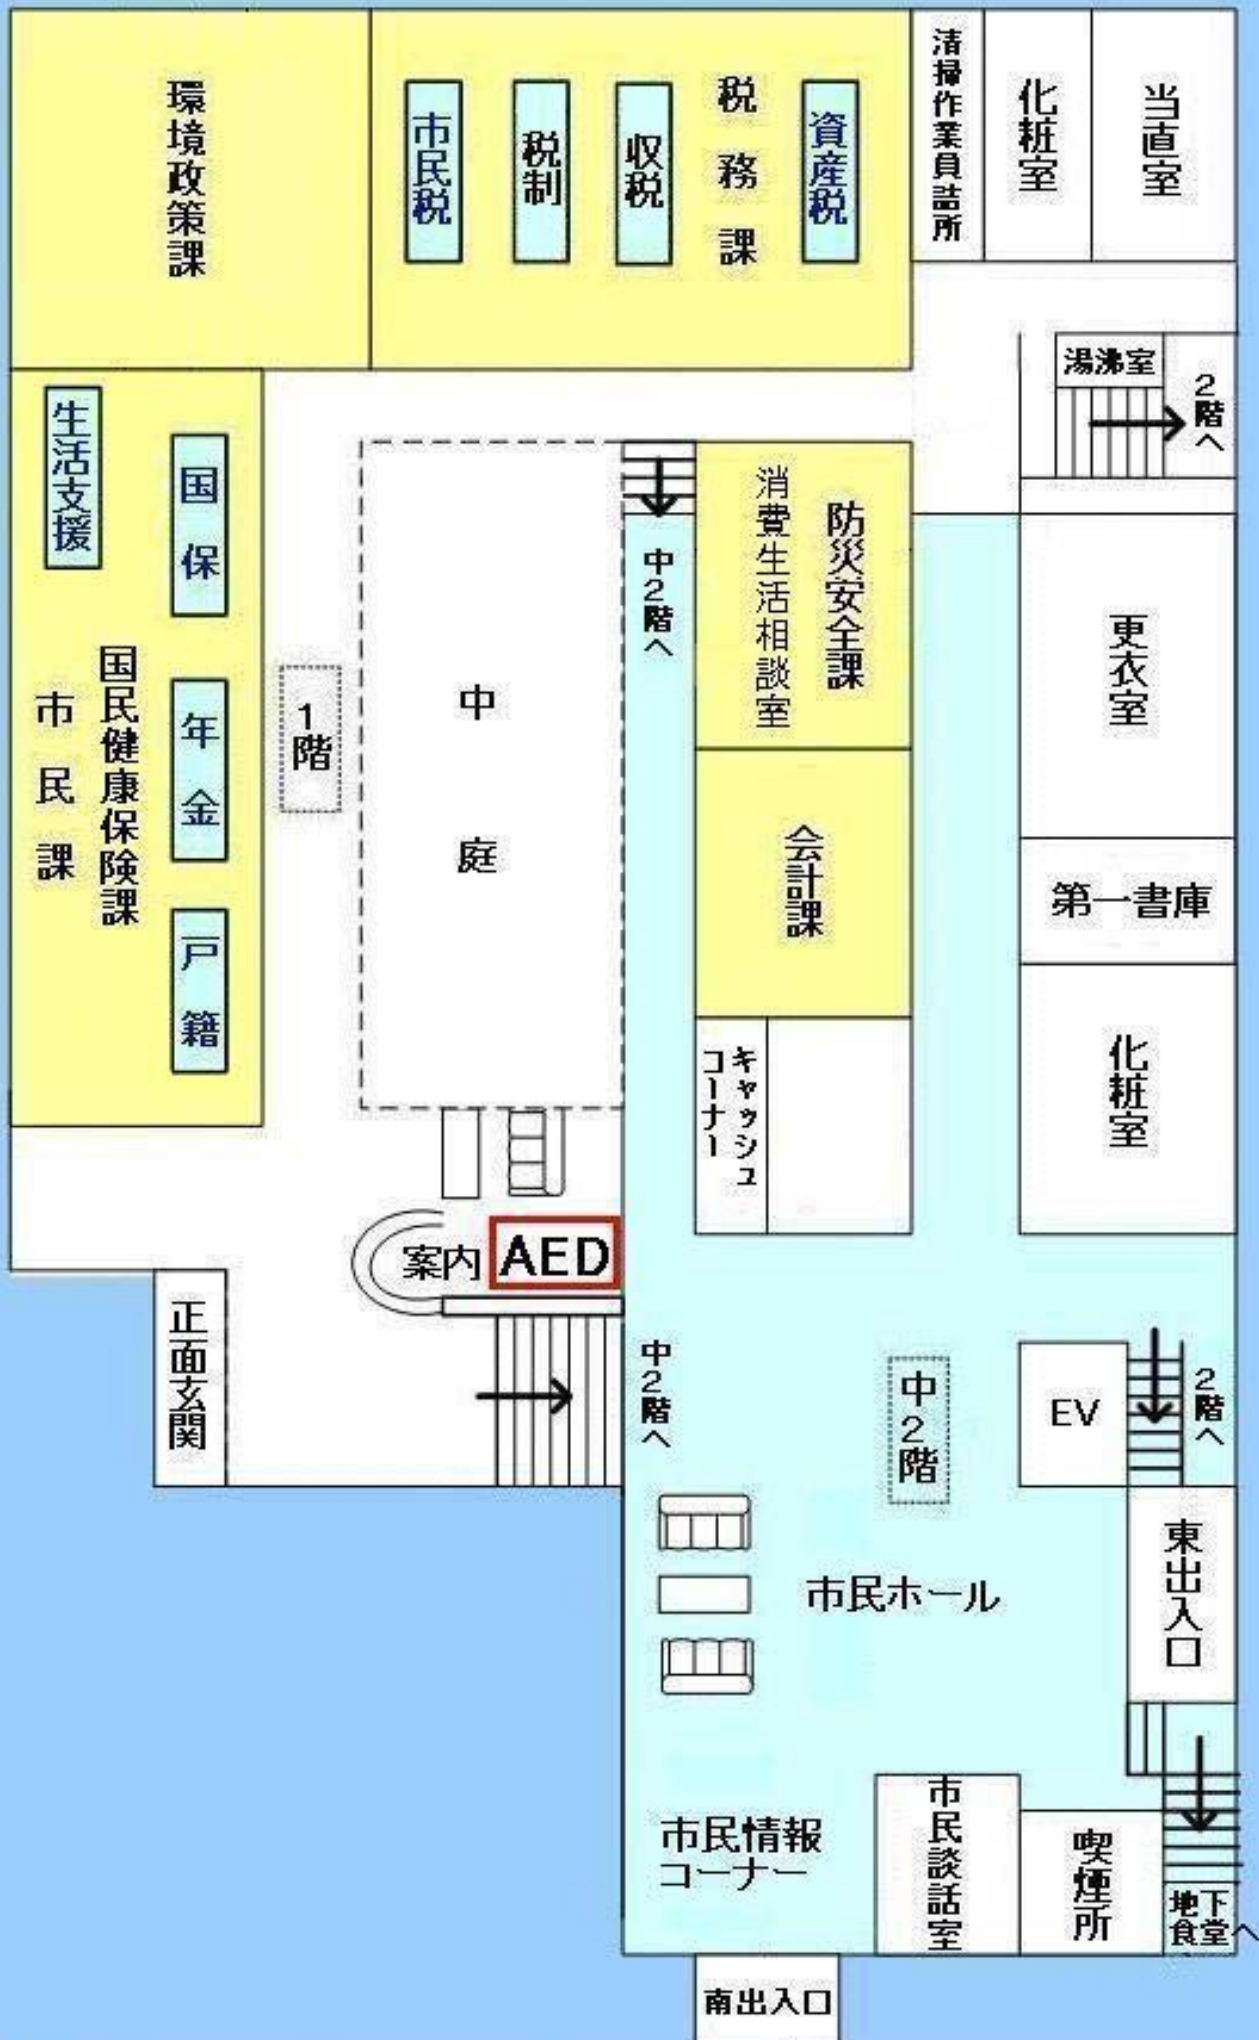 環境政策課
市民税
税制
収税
税務課
資産税
清掃作業員詰所
化粧室
当直室
湯沸室
2階へ
生活支援
国保
年金
戸籍
国民健康保険課
市民課
1階
中庭
中2階へ
消費生活相談室
防災安全課
会計課
キャッシュ
コーナー
更衣室
第一書庫
化粧室
案内
AED
正面玄関
中2階へ
中2階
EV
2階へ
東出入口
市民ホール
市民情報
コーナー
市民談話室
喫煙所
地下
食堂へ
南出入口